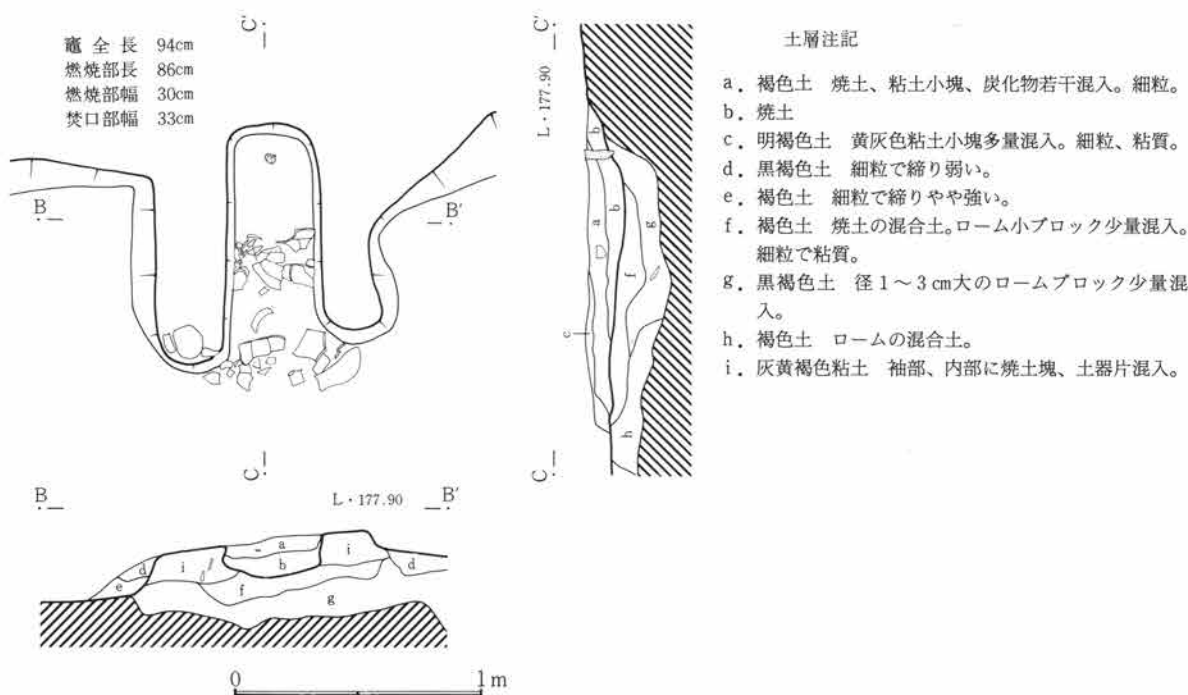 竈 全 長 94cm
燃焼部長 86cm
燃焼部幅 30cm
焚口部幅 33cm
C'
B
B'
C
C'
L・177.90
b
a
b
g
f
c
h
C
土層注記
a．褐色土 焼土、粘土小塊、炭化物若干混入。細粒。
b．焼土
c．明褐色土 黄灰色粘土小塊多量混入。細粒、粘質。
d．黒褐色土 細粒で締り弱い。
e．褐色土 細粒で締りやや強い。
f．褐色土 焼土の混合土。ローム小ブロック少量混入。
細粒で粘質。
g．黒褐色土 径１～３cm大のロームブロック少量混
入。
h．褐色土 ロームの混合土。
i．灰黄褐色粘土 袖部、内部に焼土塊、土器片混入。
B
L・177.90
B'
a
d
i
b
i
d
e
f
g
0
1m